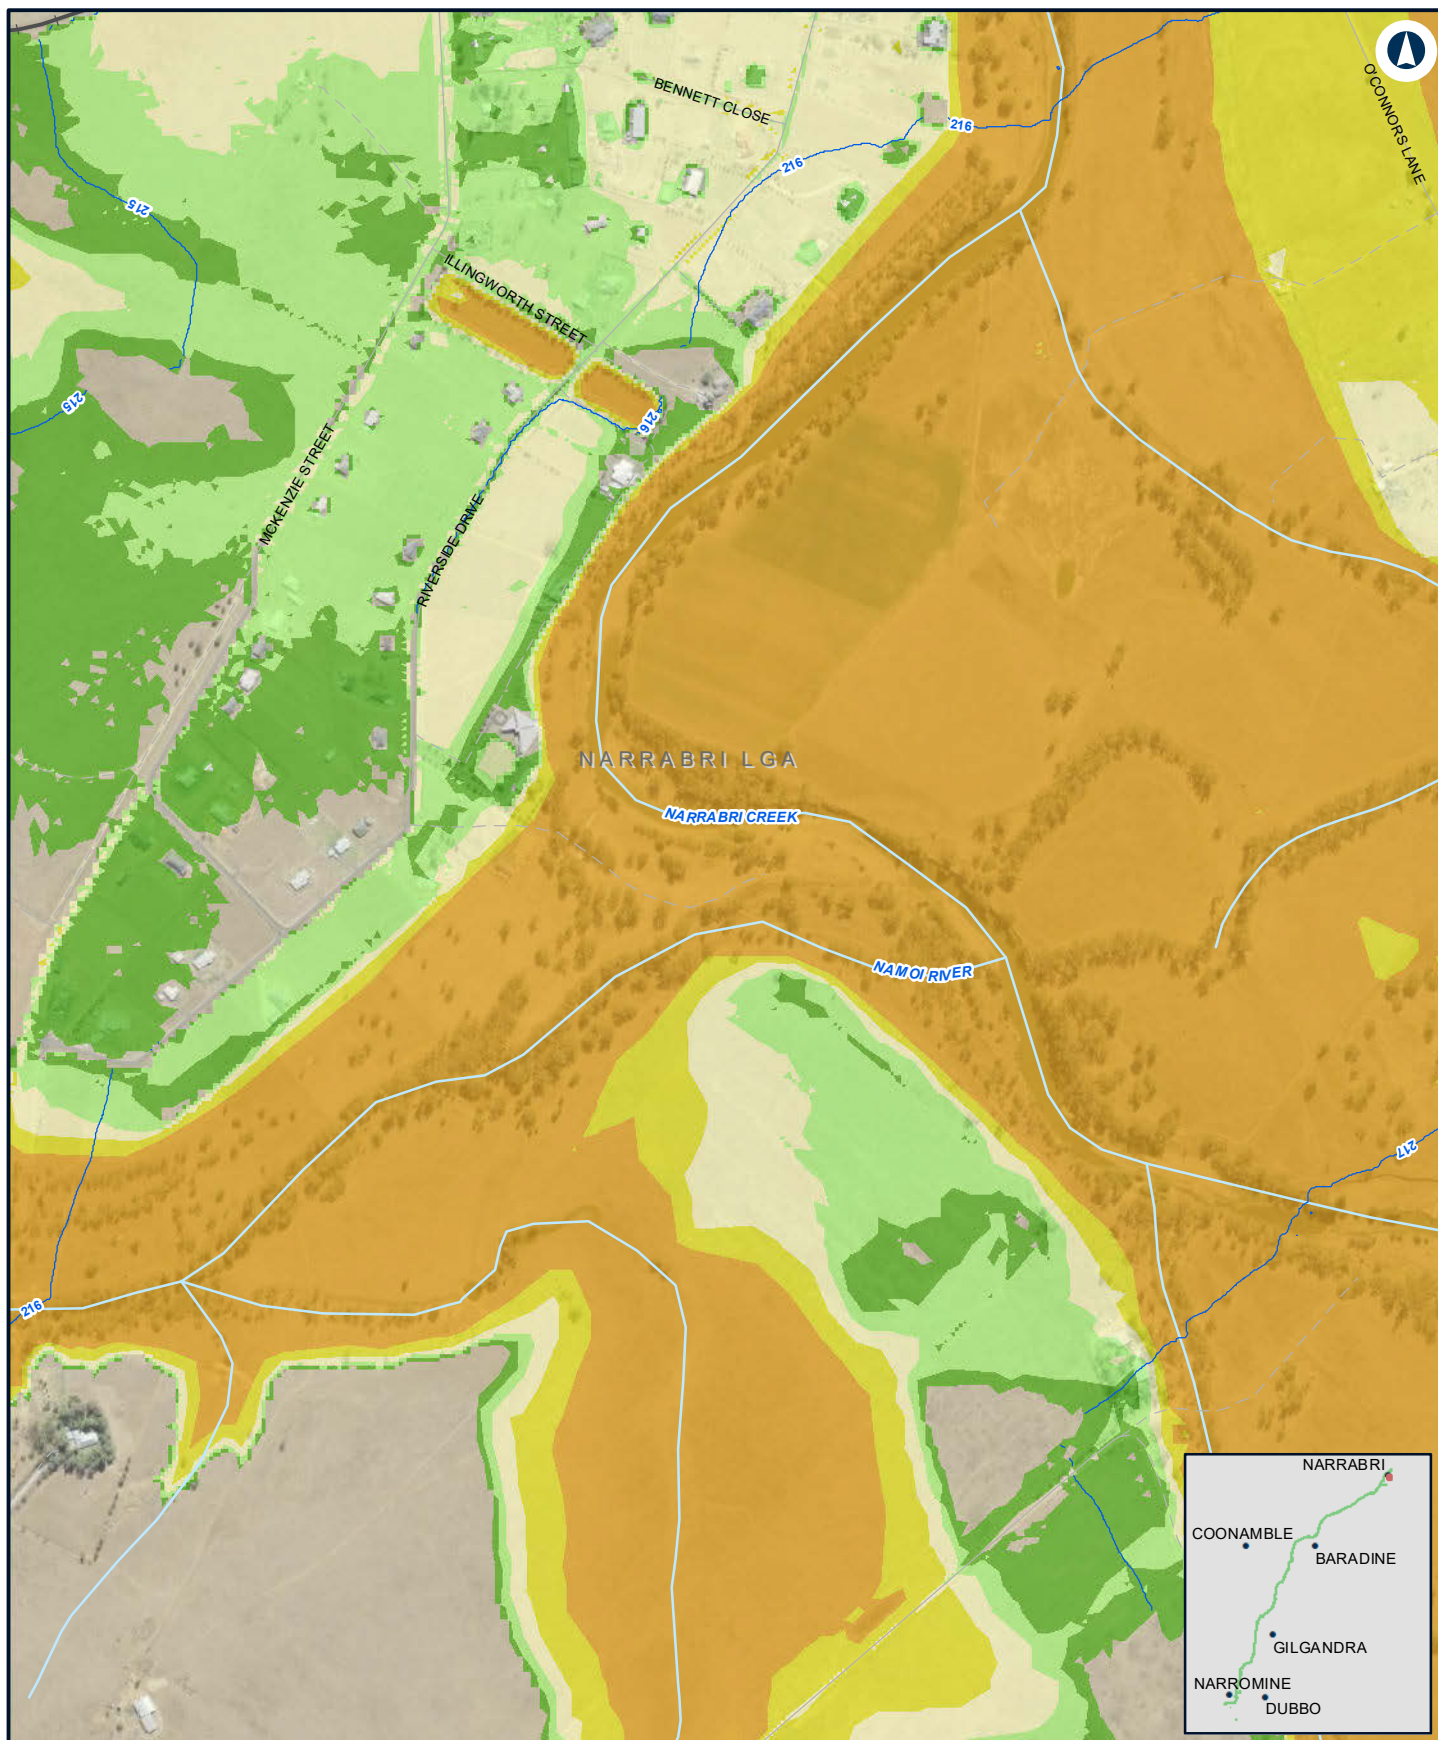 BENNETT CLOSE
O'CONNORS LANE
216
216
215
ILLINGWORTH STREET
215
216
MCKENZIE STREET
RIVERSIDE DRIVE
NARRABRI LGA
NARRABRI CREEK
NAMOI RIVER
217
216
NARRABRI
COONAMBLE
BARADINE
GILGANDRA
NARROMINE
DUBBO